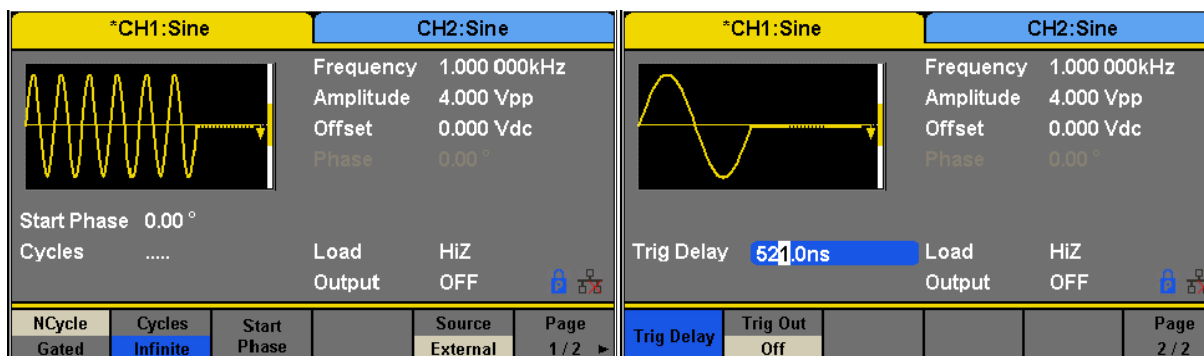 *CH1:Sine
CH2:Sine
Frequency 1.000 000kHz
Amplitude 4.000 Vpp
Offset 0.000 Vdc
Phase 0.00 °
Start Phase 0.00 °
Cycles .....
Load HiZ
Output OFF
P
NCycle
Gated
Cycles
Infinite
Start
Phase
Source
External
Page
1/2 ►
*CH1:Sine
CH2:Sine
Frequency 1.000 000kHz
Amplitude 4.000 Vpp
Offset 0.000 Vdc
Phase 0.00 °
Trig Delay 521.0ns
Load HiZ
Output OFF
P
Trig Delay
Trig Out
Off
Page
2/2